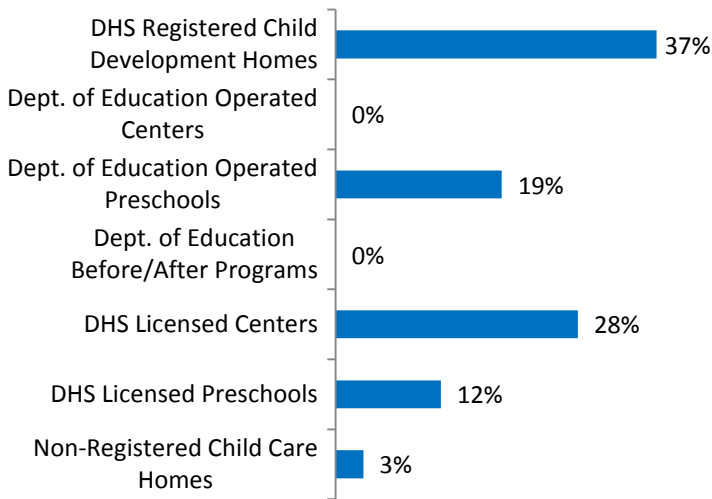 DHS Registered Child
Development Homes
37%
Dept. of Education Operated
Centers
0%
Dept. of Education Operated
Preschools
19%
Dept. of Education
Before/After Programs
0%
DHS Licensed Centers
28%
DHS Licensed Preschools
12%
Non-Registered Child Care
Homes
3%